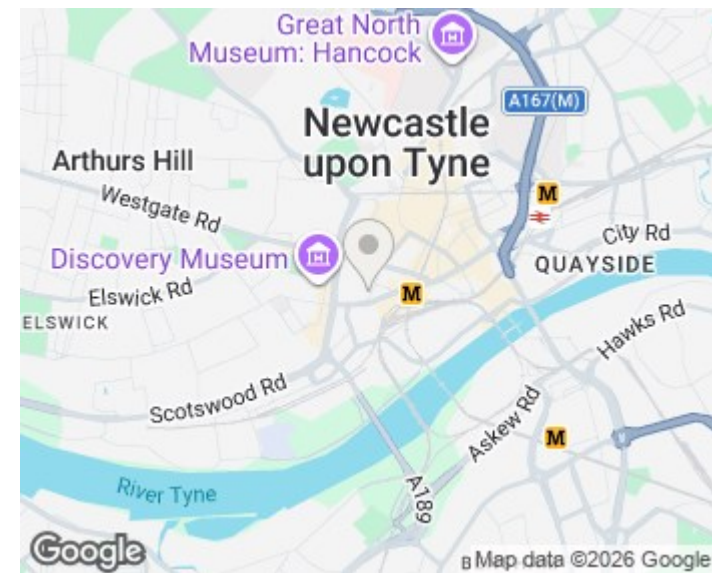 Great North
Museum: Hancock
A167(M)
Newcastle
upon Tyne
Arthurs Hill
Westgate Rd
M
City Rd
Discovery Museum
QUAYSIDE
Elswick Rd
M
ELSWICK
Hawks Rd
Scotswood Rd
Askew Rd
M
River Tyne
A189
Google
B Map data ©2026 Google